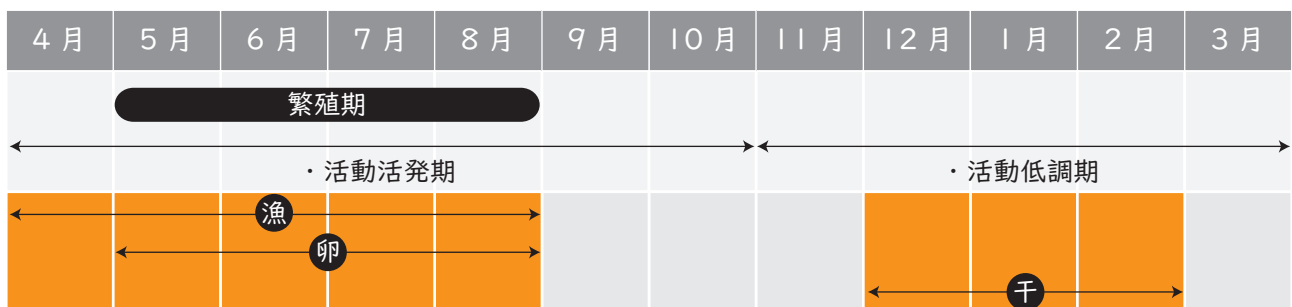 4月 5月 6月 7月 8月 9月 10月 11月 12月 1月 2月 3月
繁殖期
・活動活発期 ・活動低調期
漁
卵
干